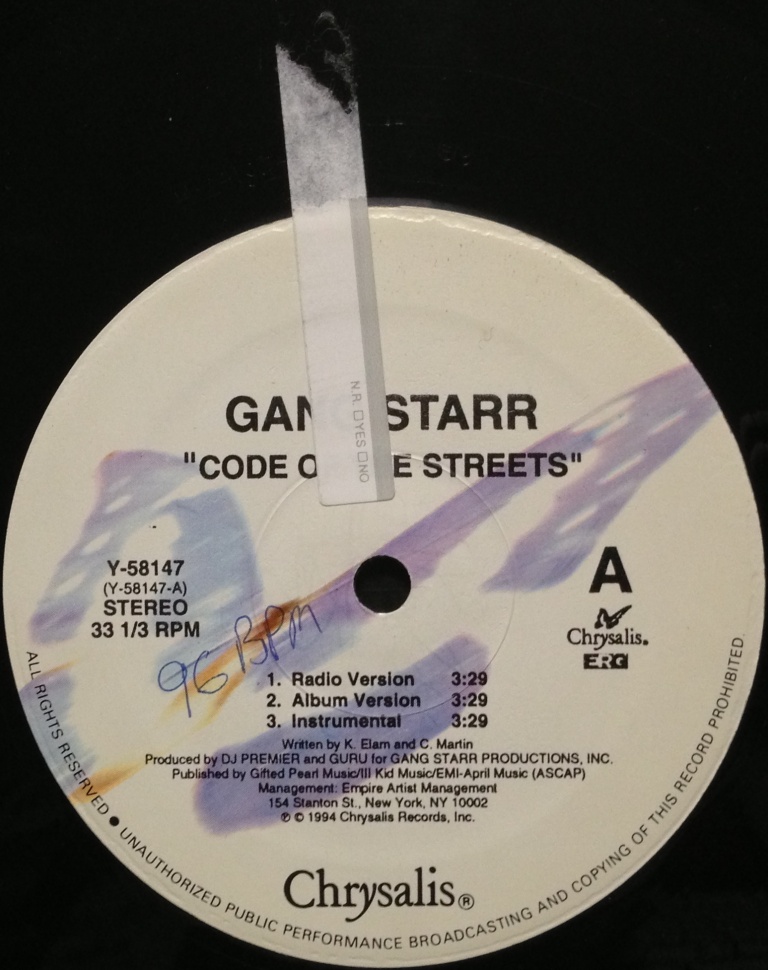 N.R. ☐YES ☐NO
GAN STARR
"CODE O E STREETS"
Y-58147
(Y-58147-A)
STEREO
33 1/3 RPM
A
Chrysalis.
ERG
96 BPM
1. Radio Version 3:29
2. Album Version 3:29
3. Instrumental 3:29
Written by K. Elam and C. Martin
Produced by DJ PREMIER and GURU for GANG STARR PRODUCTIONS, INC.
Published by Gifted Pearl Music/Ill Kid Music/EMI-April Music (ASCAP)
Management: Empire Artist Management
154 Stanton St., New York, NY 10002
℗ © 1994 Chrysalis Records, Inc.
Chrysalis®
ALL RIGHTS RESERVED ● UNAUTHORIZED PUBLIC PERFORMANCE BROADCASTING AND COPYING OF THIS RECORD PROHIBITED.